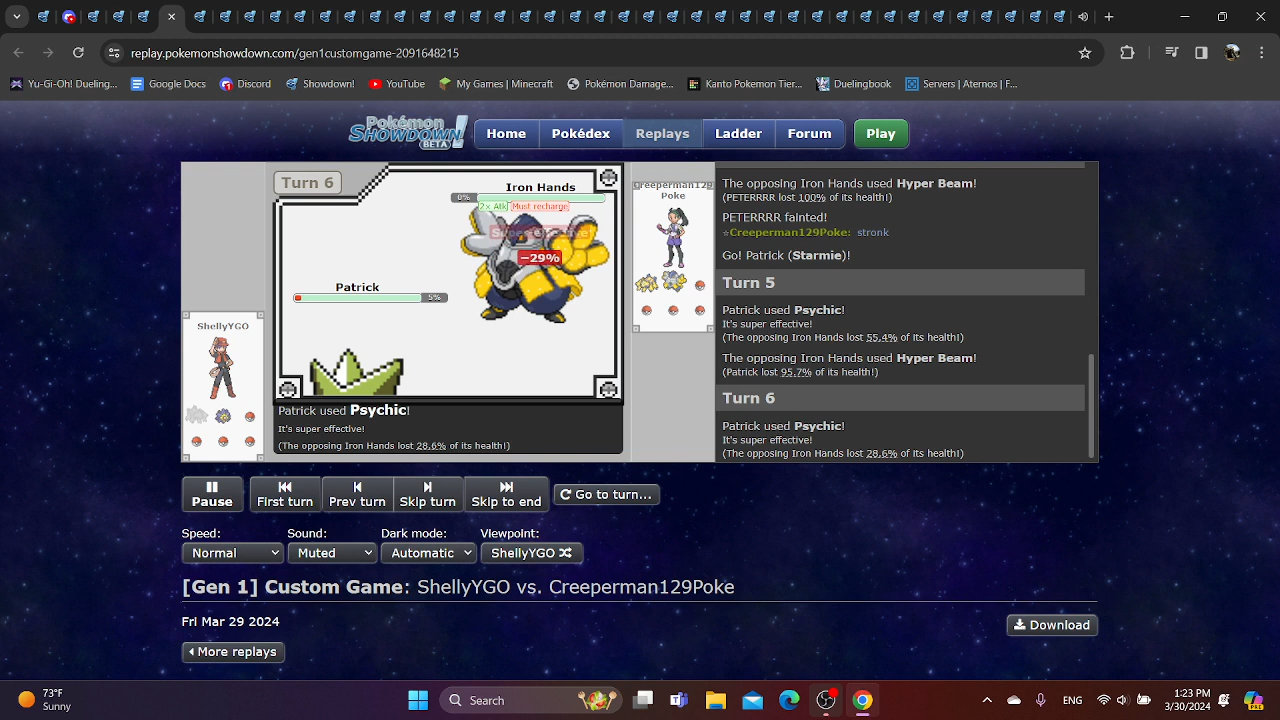 replay.pokemonshowdown.com/gen1customgame-2091648215
Yu-Gi-Oh! Dueling...
Google Docs
Discord
Showdown!
YouTube
My Games | Minecraft
Pokémon Damage...
Kanto Pokemon Tier...
Duelingbook
Servers | Aternos | F...
Pokémon
SHOWDOWN!
BETA
Home
Pokédex
Replays
Ladder
Forum
Play
Turn 6
Iron Hands
0%
2× Atk Must recharge
Super Effective!
−29%
Patrick
5%
ShellyYGO
Creeperman129
Poke
Patrick used Psychic!
It's super effective!
(The opposing Iron Hands lost 28.6% of its health!)
The opposing Iron Hands used Hyper Beam!
(PETERRRR lost 100% of its health!)
PETERRRR fainted!
☆Creeperman129Poke: stronk
Go! Patrick (Starmie)!
Turn 5
Patrick used Psychic!
It's super effective!
(The opposing Iron Hands lost 55.4% of its health!)
The opposing Iron Hands used Hyper Beam!
(Patrick lost 95.7% of its health!)
Turn 6
Patrick used Psychic!
It's super effective!
(The opposing Iron Hands lost 28.6% of its health!)
Pause
First turn
Prev turn
Skip turn
Skip to end
Go to turn...
Speed:
Sound:
Dark mode:
Viewpoint:
Normal
Muted
Automatic
ShellyYGO
[Gen 1] Custom Game: ShellyYGO vs. Creeperman129Poke
Fri Mar 29 2024
Download
More replays
73°F
Sunny
Search
ENG
1:23 PM
3/30/2024
PRE